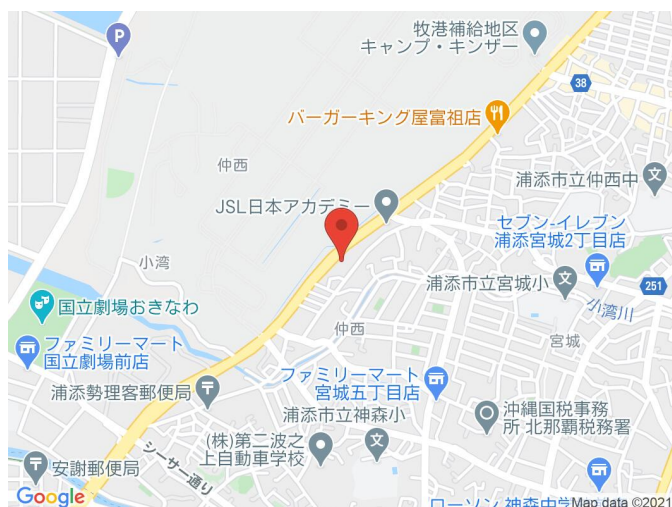 牧港補給地区
キャンプ・キンザー
P
38
バーガーキング屋富祖店
仲西
浦添市立仲西中
JSL日本アカデミー
セブン-イレブン
浦添宮城2丁目店
小湾
浦添市立宮城小
251
小湾川
国立劇場おきなわ
仲西
宮城
ファミリーマート
国立劇場前店
ファミリーマート
宮城五丁目店
浦添勢理客郵便局
浦添市立神森小
沖縄国税事務
所 北那覇税務署
(株)第二波之
上自動車学校
シーサー通り
安謝郵便局
Google
ローソン 神森中学
Map data ©2021